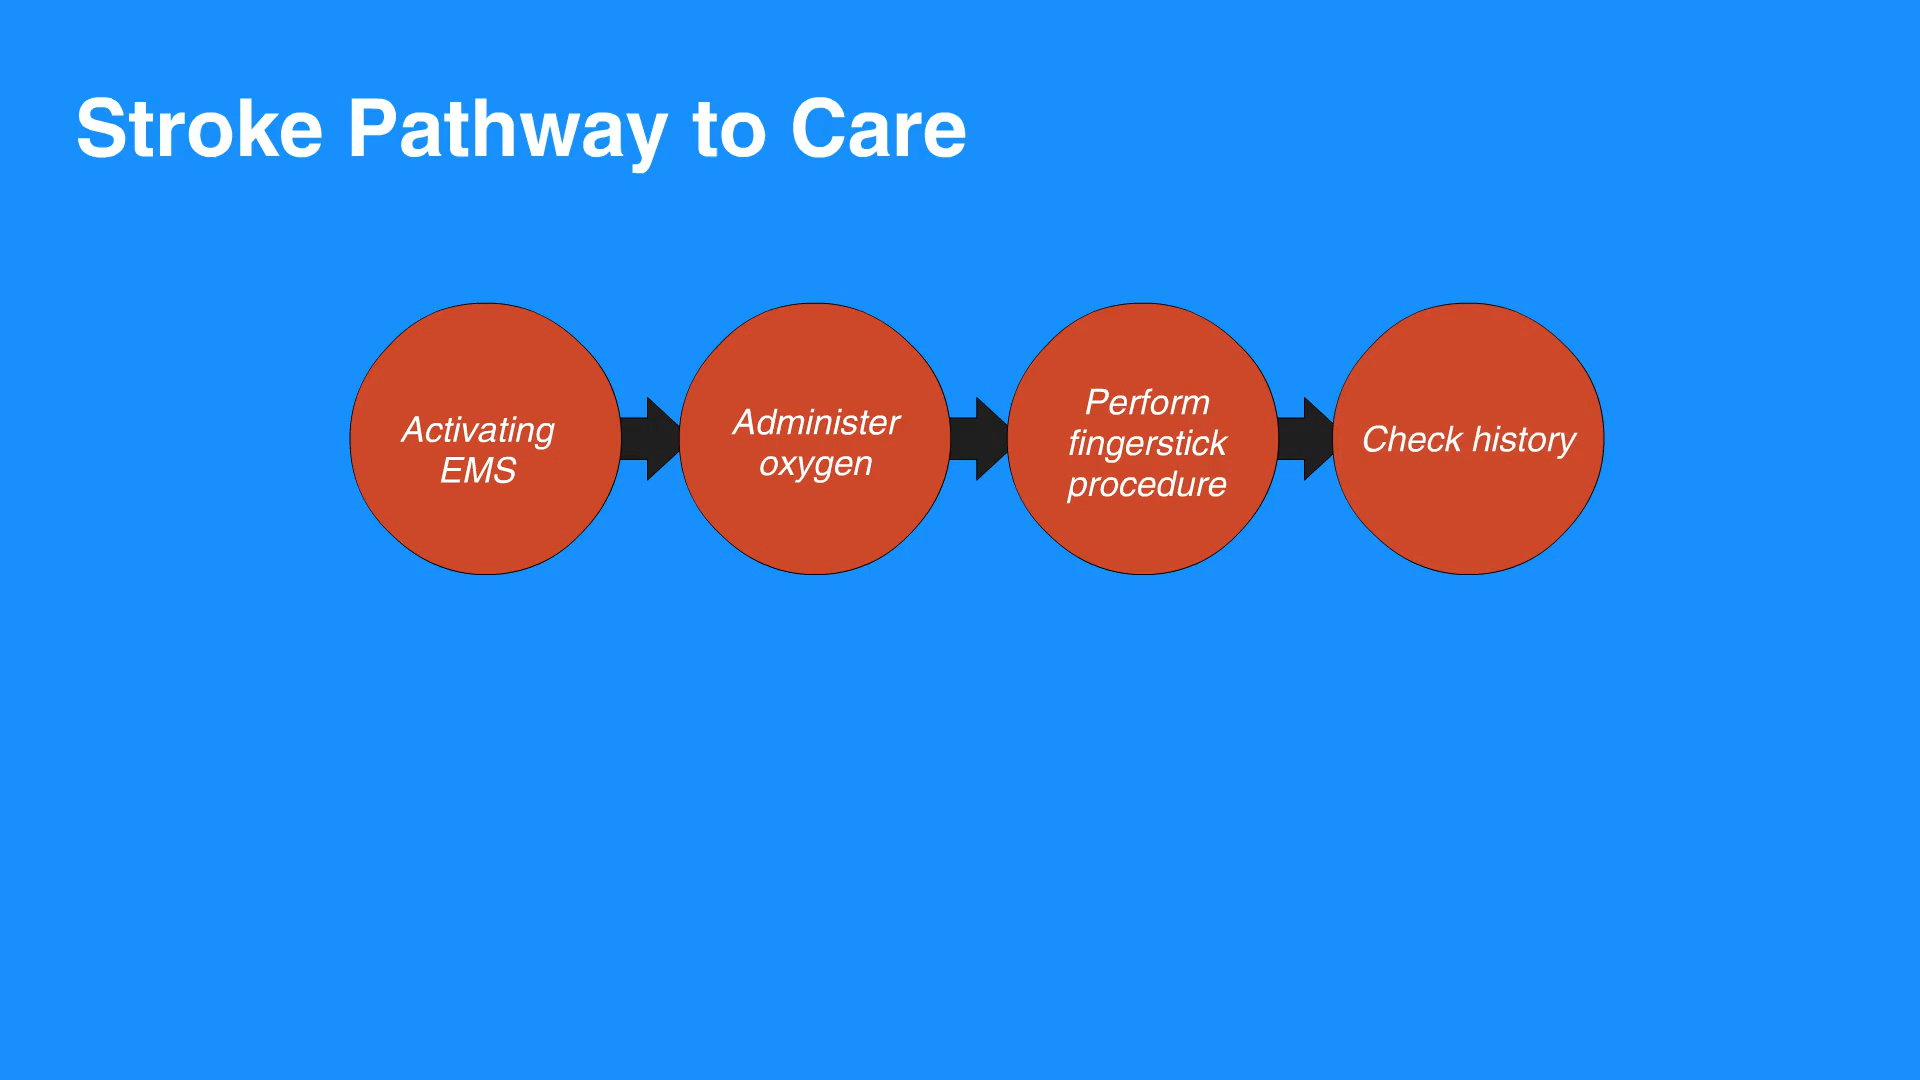 Stroke Pathway to Care
Activating
EMS
Administer
oxygen
Perform
fingerstick
procedure
Check history